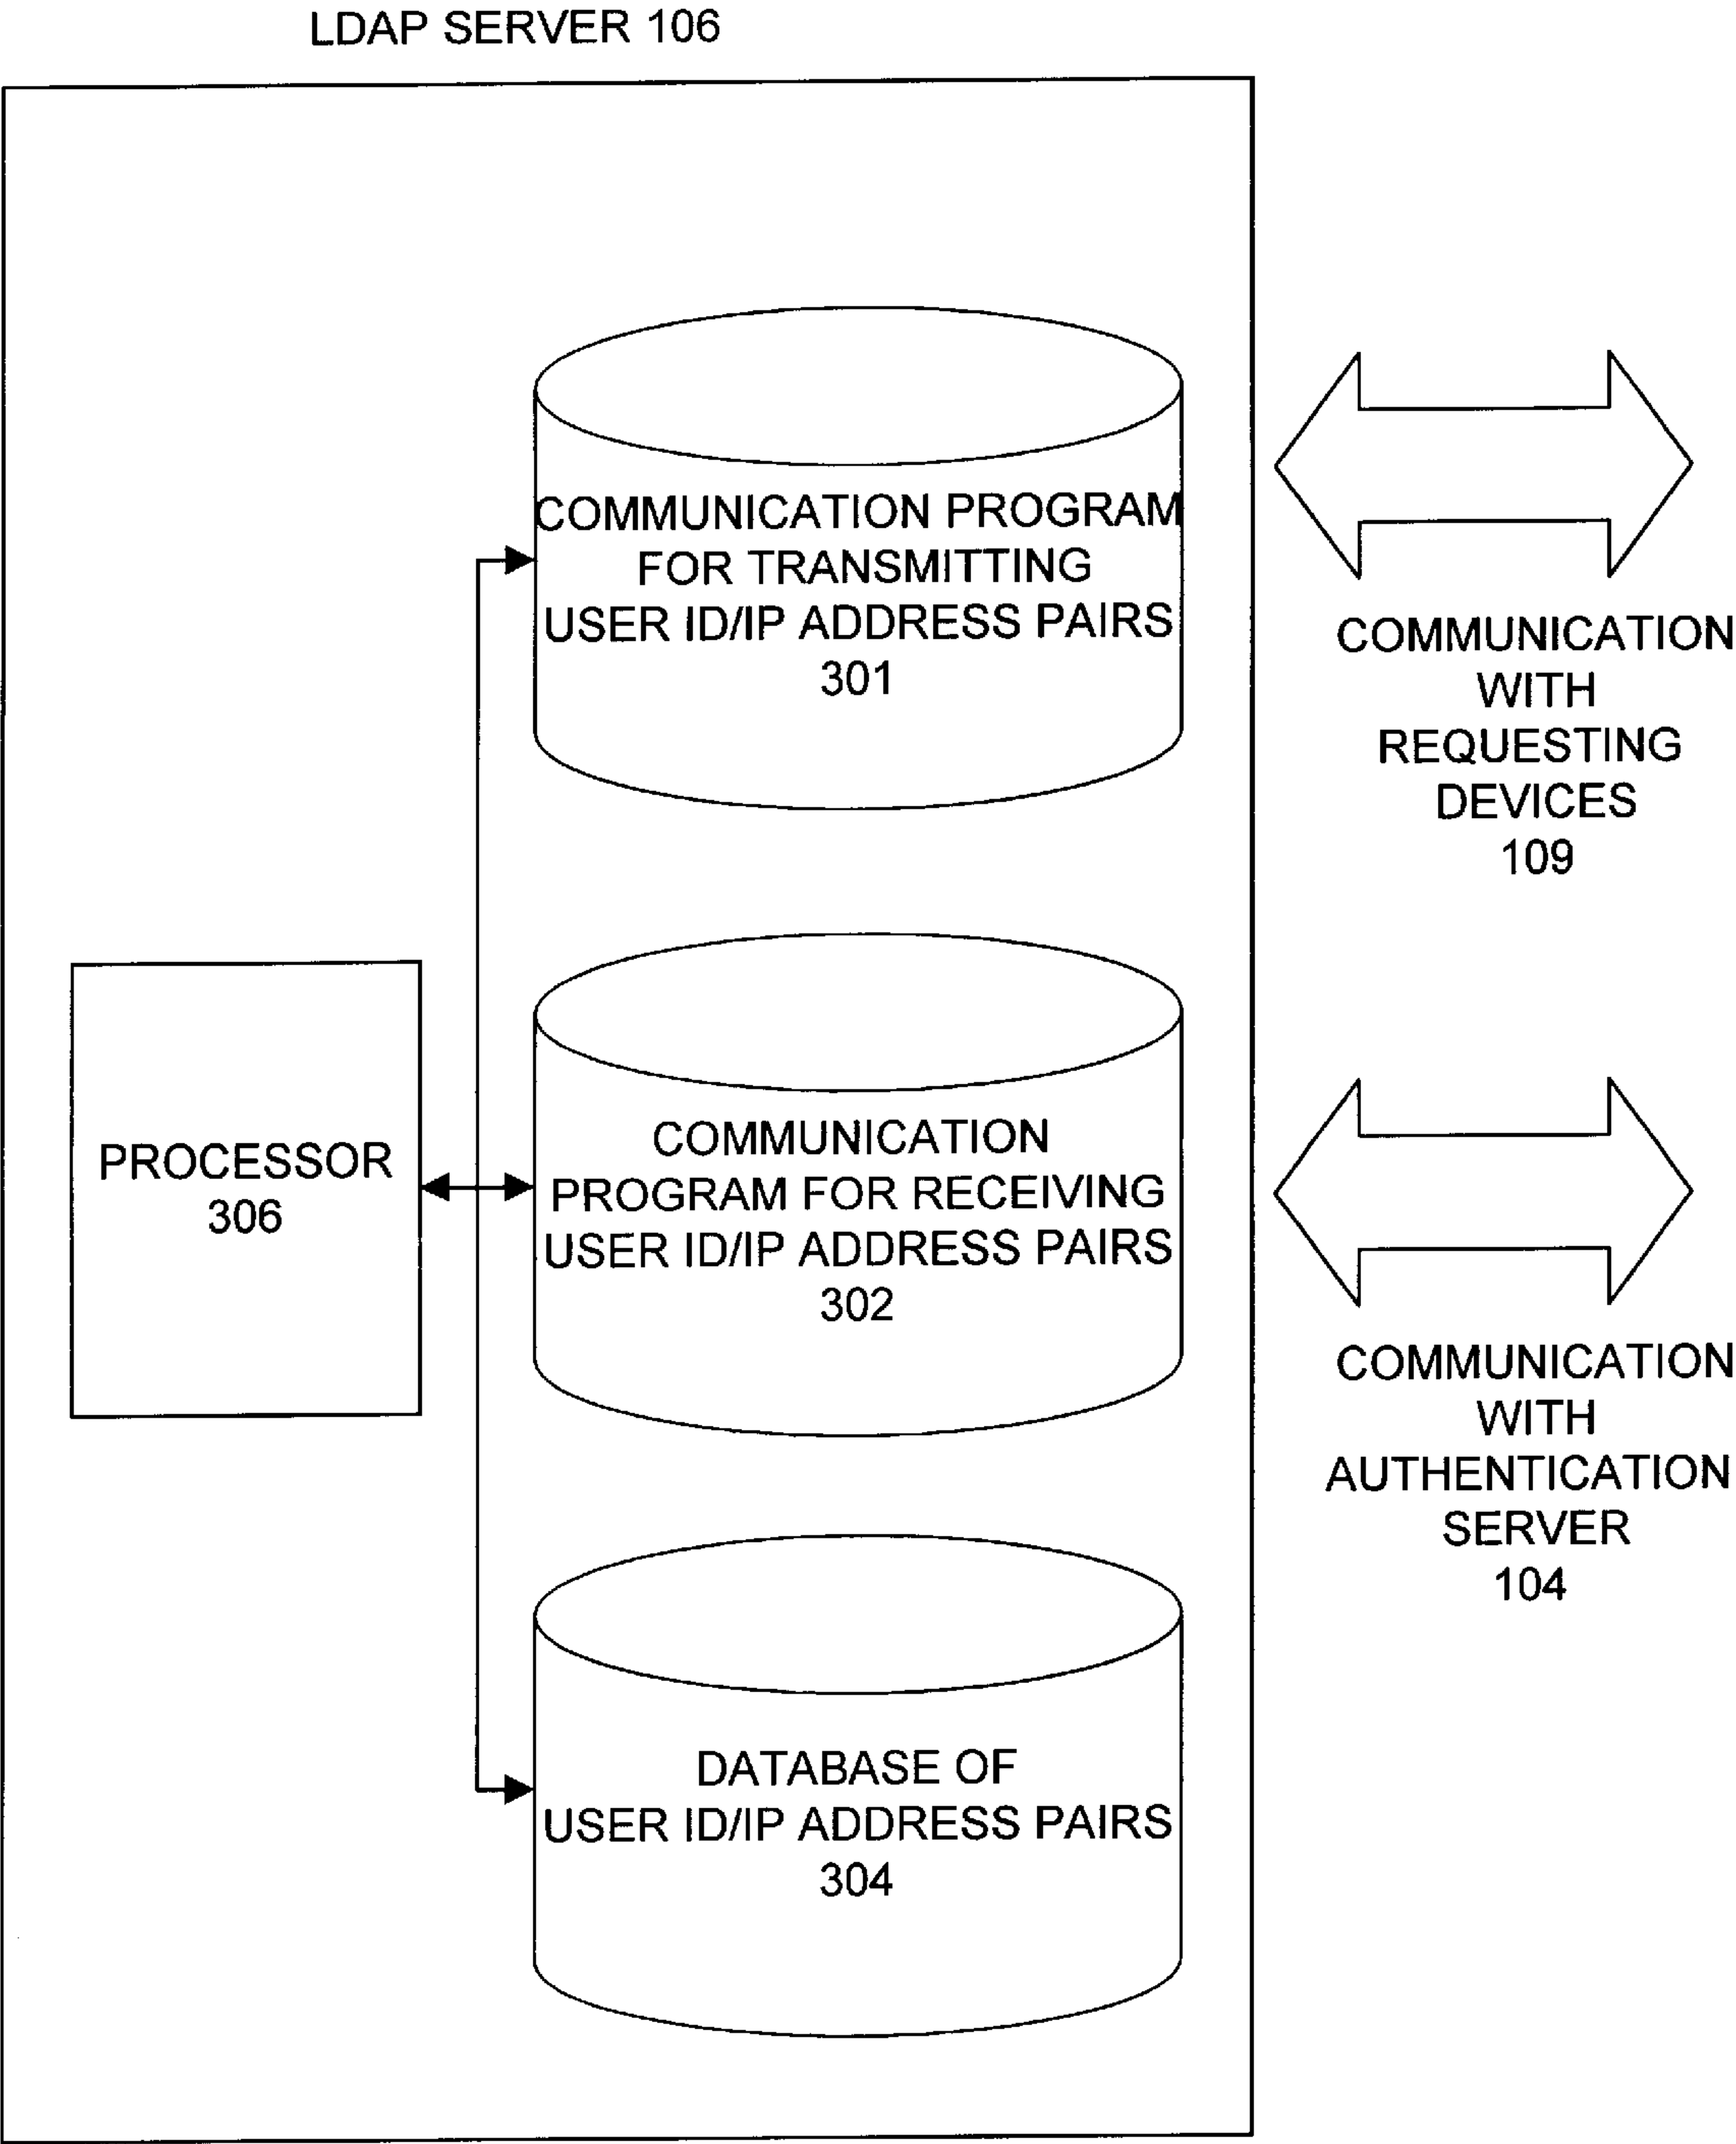 LDAP SERVER 106
COMMUNICATION PROGRAM
FOR TRANSMITTING
USER ID/IP ADDRESS PAIRS
301
COMMUNICATION
WITH
REQUESTING
DEVICES
109
PROCESSOR
306
COMMUNICATION
PROGRAM FOR RECEIVING
USER ID/IP ADDRESS PAIRS
302
COMMUNICATION
WITH
AUTHENTICATION
SERVER
104
DATABASE OF
USER ID/IP ADDRESS PAIRS
304